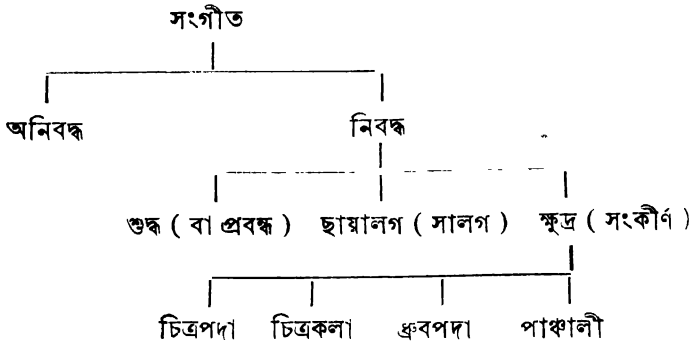 সংগীত
অনিবদ্ধ নিবদ্ধ
শুদ্ধ ( বা প্রবন্ধ ) ছায়ালগ ( সালগ ) ক্ষুদ্র ( সংকীর্ণ )
চিত্রপদা চিত্রকলা ধ্রুবপদা পাঞ্চালী